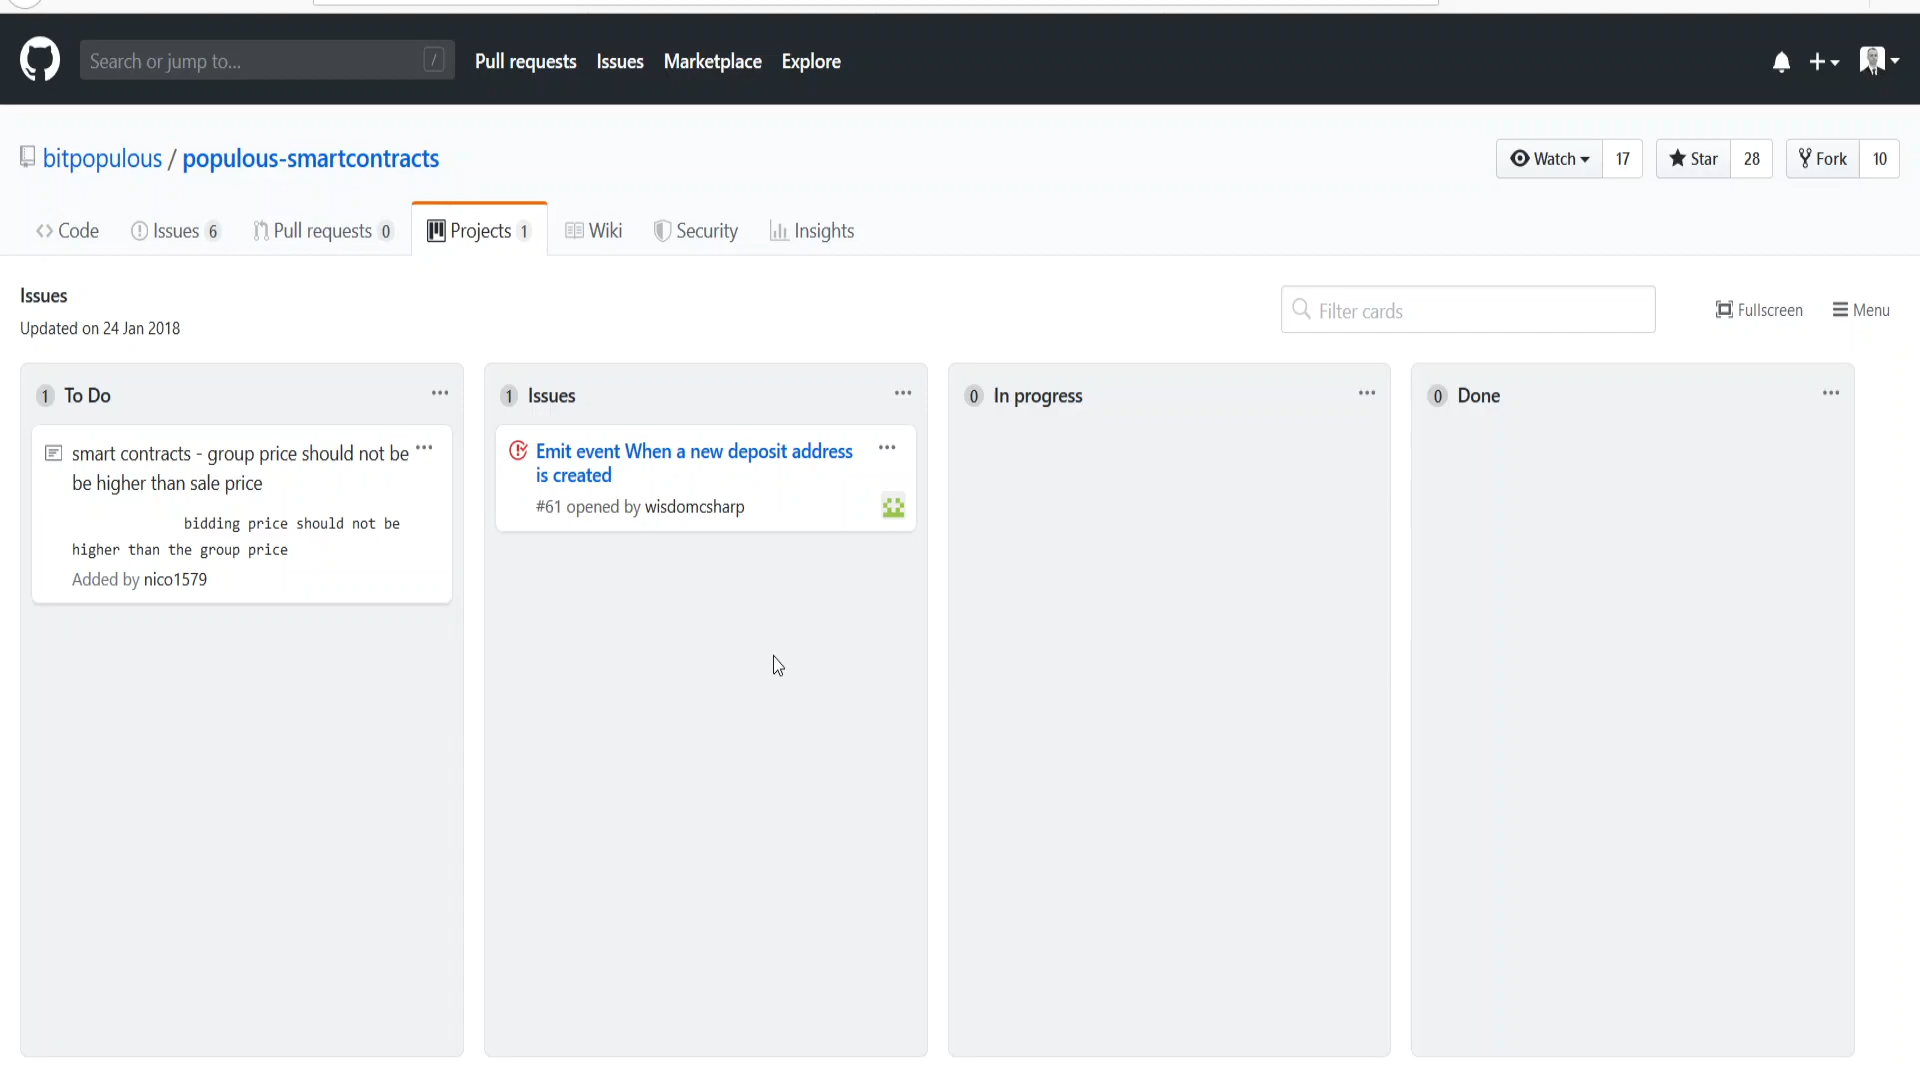 Search or jump to... /
Pull requests Issues Marketplace Explore
bitpopulous / populous-smartcontracts
Watch 17 Star 28 Fork 10
Code Issues 6 Pull requests 0 Projects 1 Wiki Security Insights
Issues
Updated on 24 Jan 2018
Filter cards
Fullscreen Menu
1 To Do
smart contracts - group price should not be
be higher than sale price
bidding price should not be
higher than the group price
Added by nico1579
1 Issues
Emit event When a new deposit address
is created
#61 opened by wisdomcsharp
0 In progress
0 Done